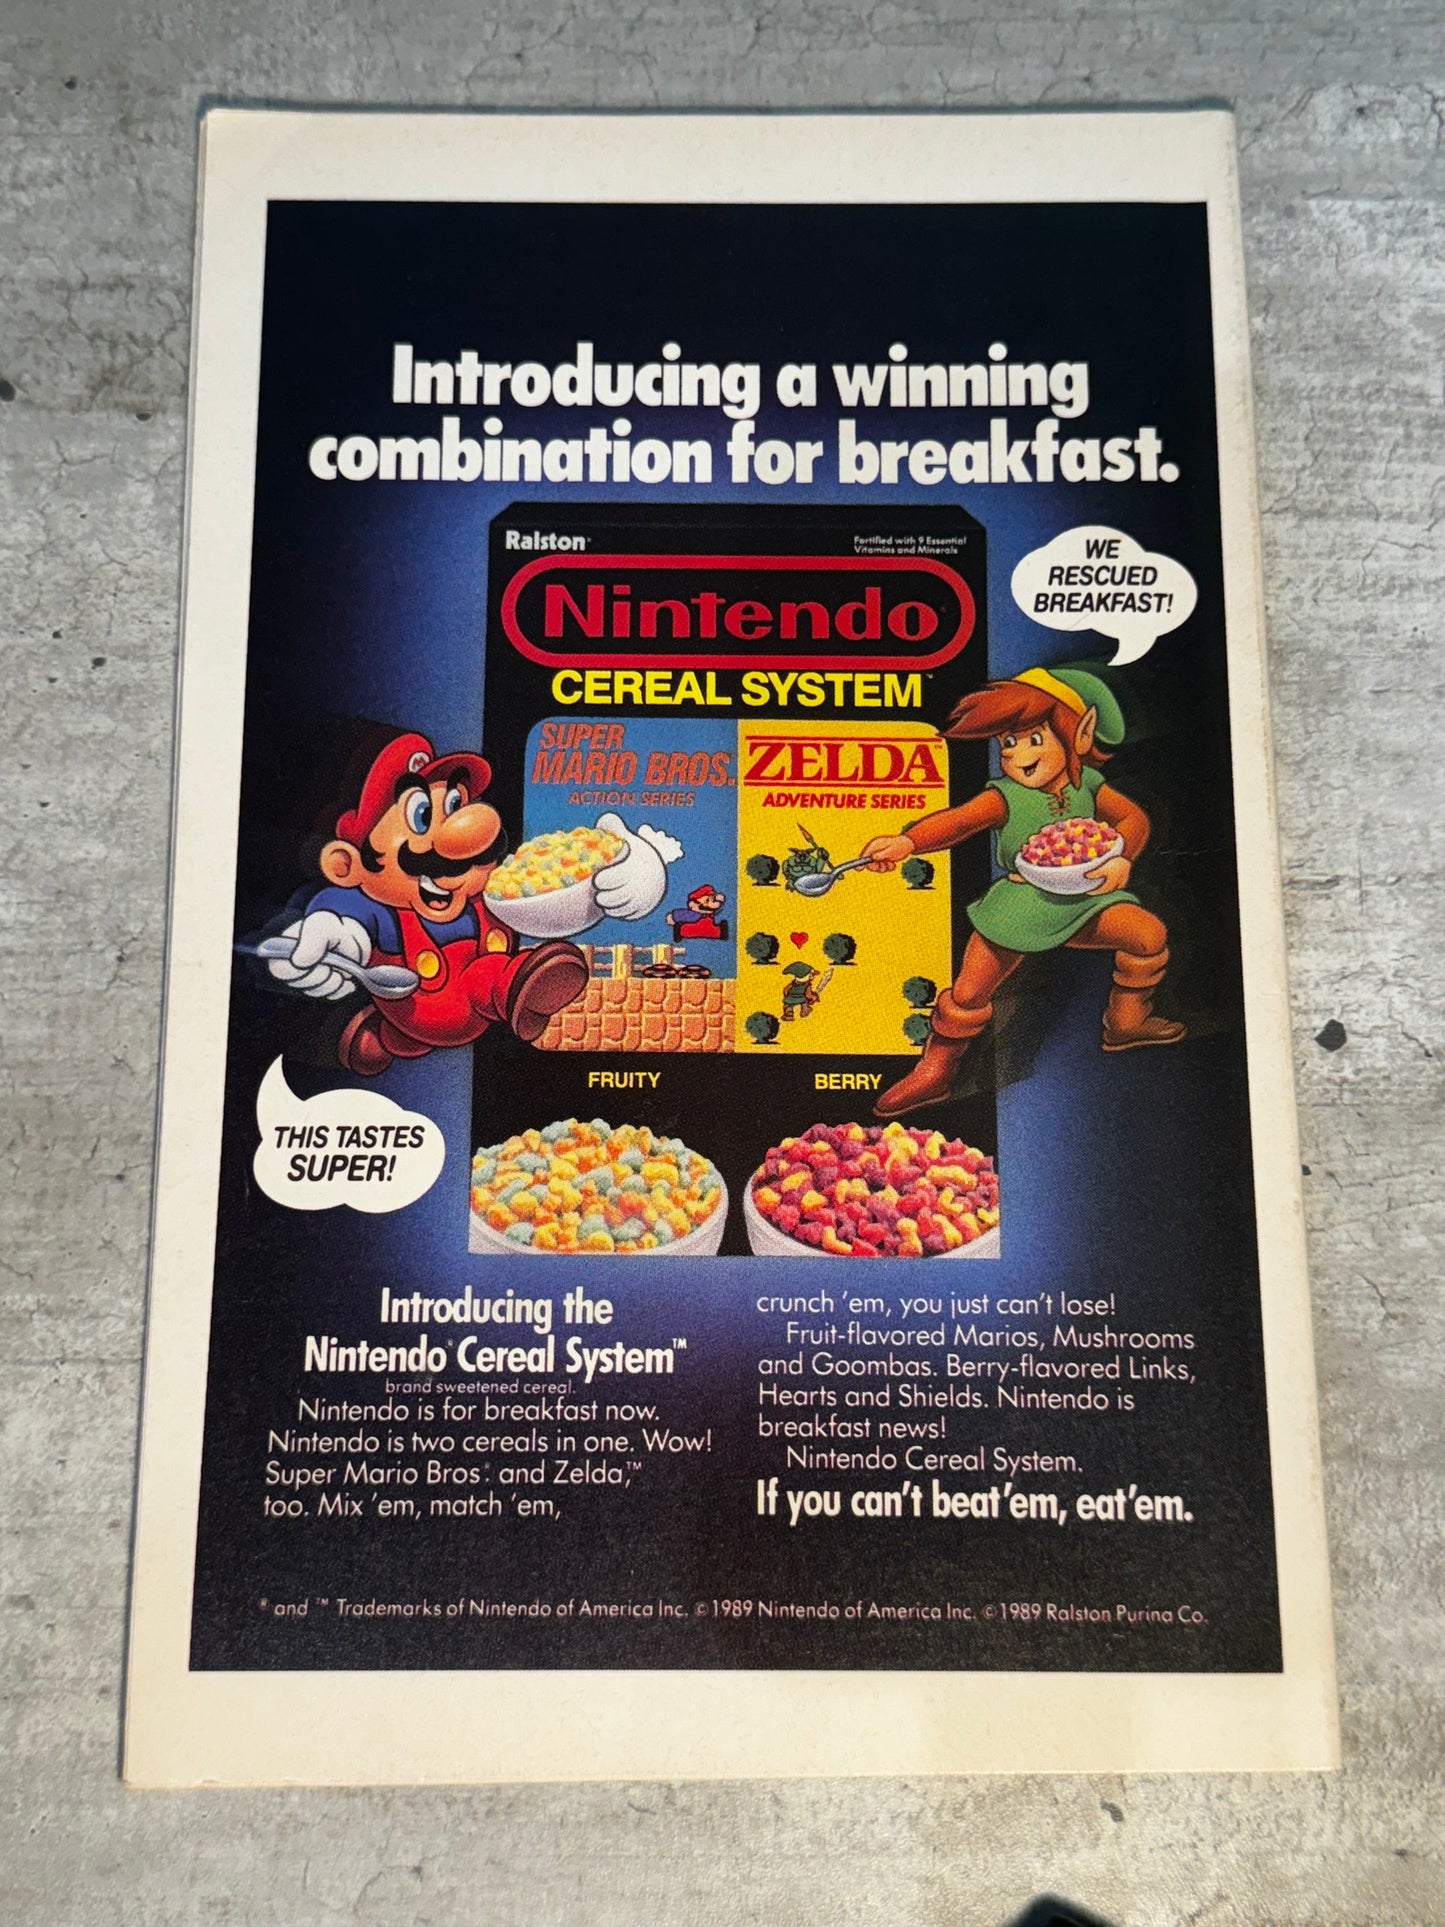 Introducing a winning
combination for breakfast.
Ralston
Fortified with 9 Essential
Vitamins and Minerals
Nintendo®
CEREAL SYSTEM™
SUPER
MARIO BROS.
ACTION SERIES
ZELDA™
ADVENTURE SERIES
WE
RESCUED
BREAKFAST!
M
FRUITY
BERRY
THIS TASTES
SUPER!
Introducing the
Nintendo® Cereal System™
brand sweetened cereal.
Nintendo is for breakfast now.
Nintendo is two cereals in one. Wow!
Super Mario Bros.® and Zelda,™
too. Mix 'em, match 'em,
crunch 'em, you just can't lose!
Fruit-flavored Marios, Mushrooms
and Goombas. Berry-flavored Links,
Hearts and Shields. Nintendo is
breakfast news!
Nintendo Cereal System.
If you can't beat 'em, eat 'em.
® and ™ Trademarks of Nintendo of America Inc. ©1989 Nintendo of America Inc. ©1989 Ralston Purina Co.